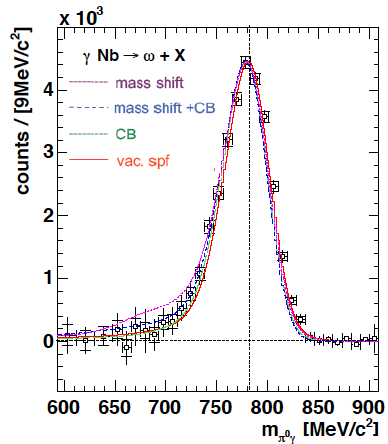 × 10³
γ Nb → ω + X
mass shift
mass shift +CB
CB
vac. spf
counts / [9MeV/c²]
4
3
2
1
0
600 650 700 750 800 850 900
m_π⁰γ [MeV/c²]